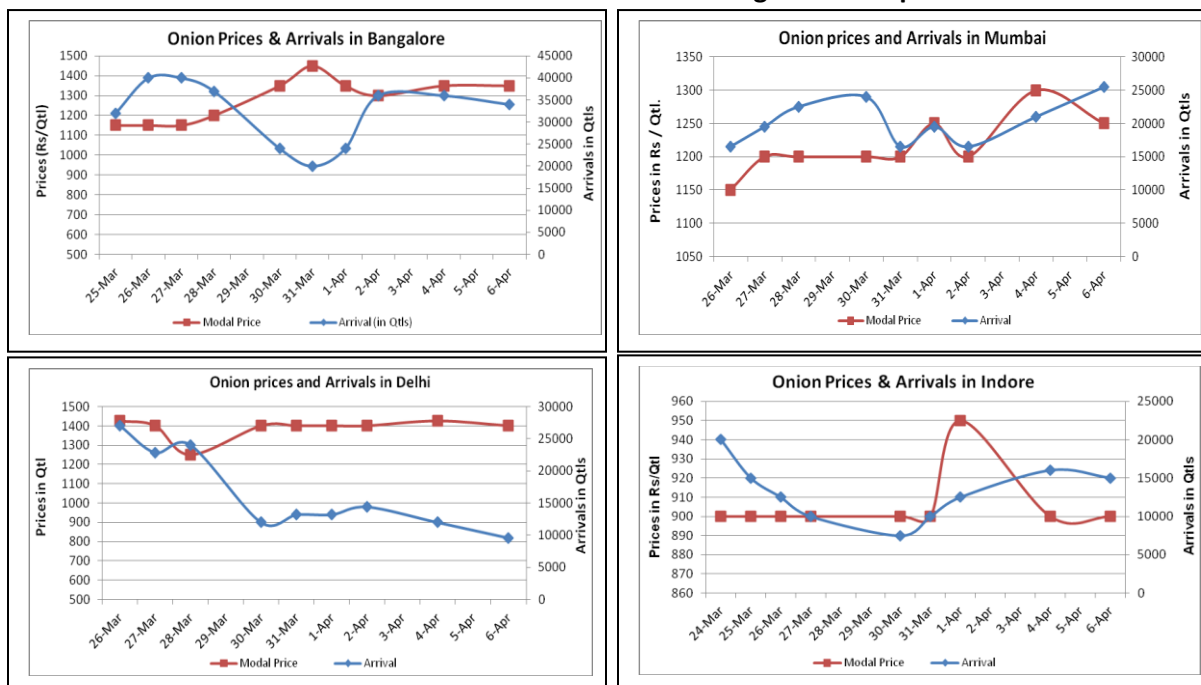 Onion Prices & Arrivals in Bangalore
Prices (Rs/Qtl)
1500
1400
1300
1200
1100
1000
900
800
700
600
500
45000
40000
35000
30000
25000
20000
15000
10000
5000
0
Arrivals in Qtls
25-Mar
26-Mar
27-Mar
28-Mar
29-Mar
30-Mar
31-Mar
1-Apr
2-Apr
3-Apr
4-Apr
5-Apr
6-Apr
Modal Price
Arrival (in Qtls)
Onion prices and Arrivals in Mumbai
Prices in Rs / Qtl.
1350
1300
1250
1200
1150
1100
1050
30000
25000
20000
15000
10000
5000
0
Arrivals in Qtls
26-Mar
27-Mar
28-Mar
29-Mar
30-Mar
31-Mar
1-Apr
2-Apr
3-Apr
4-Apr
5-Apr
6-Apr
Modal Price
Arrival
Onion prices and Arrivals in Delhi
Prices in Qtl
1500
1400
1300
1200
1100
1000
900
800
700
600
500
30000
25000
20000
15000
10000
5000
0
Arrivals in Qtls
26-Mar
27-Mar
28-Mar
29-Mar
30-Mar
31-Mar
1-Apr
2-Apr
3-Apr
4-Apr
5-Apr
6-Apr
Modal Price
Arrival
Onion Prices & Arrivals in Indore
Prices in Rs/Qtl
960
950
940
930
920
910
900
890
880
870
860
25000
20000
15000
10000
5000
0
Arrivals in Qtls
24-Mar
25-Mar
26-Mar
27-Mar
28-Mar
29-Mar
30-Mar
31-Mar
1-Apr
2-Apr
3-Apr
4-Apr
5-Apr
6-Apr
Modal Price
Arrival